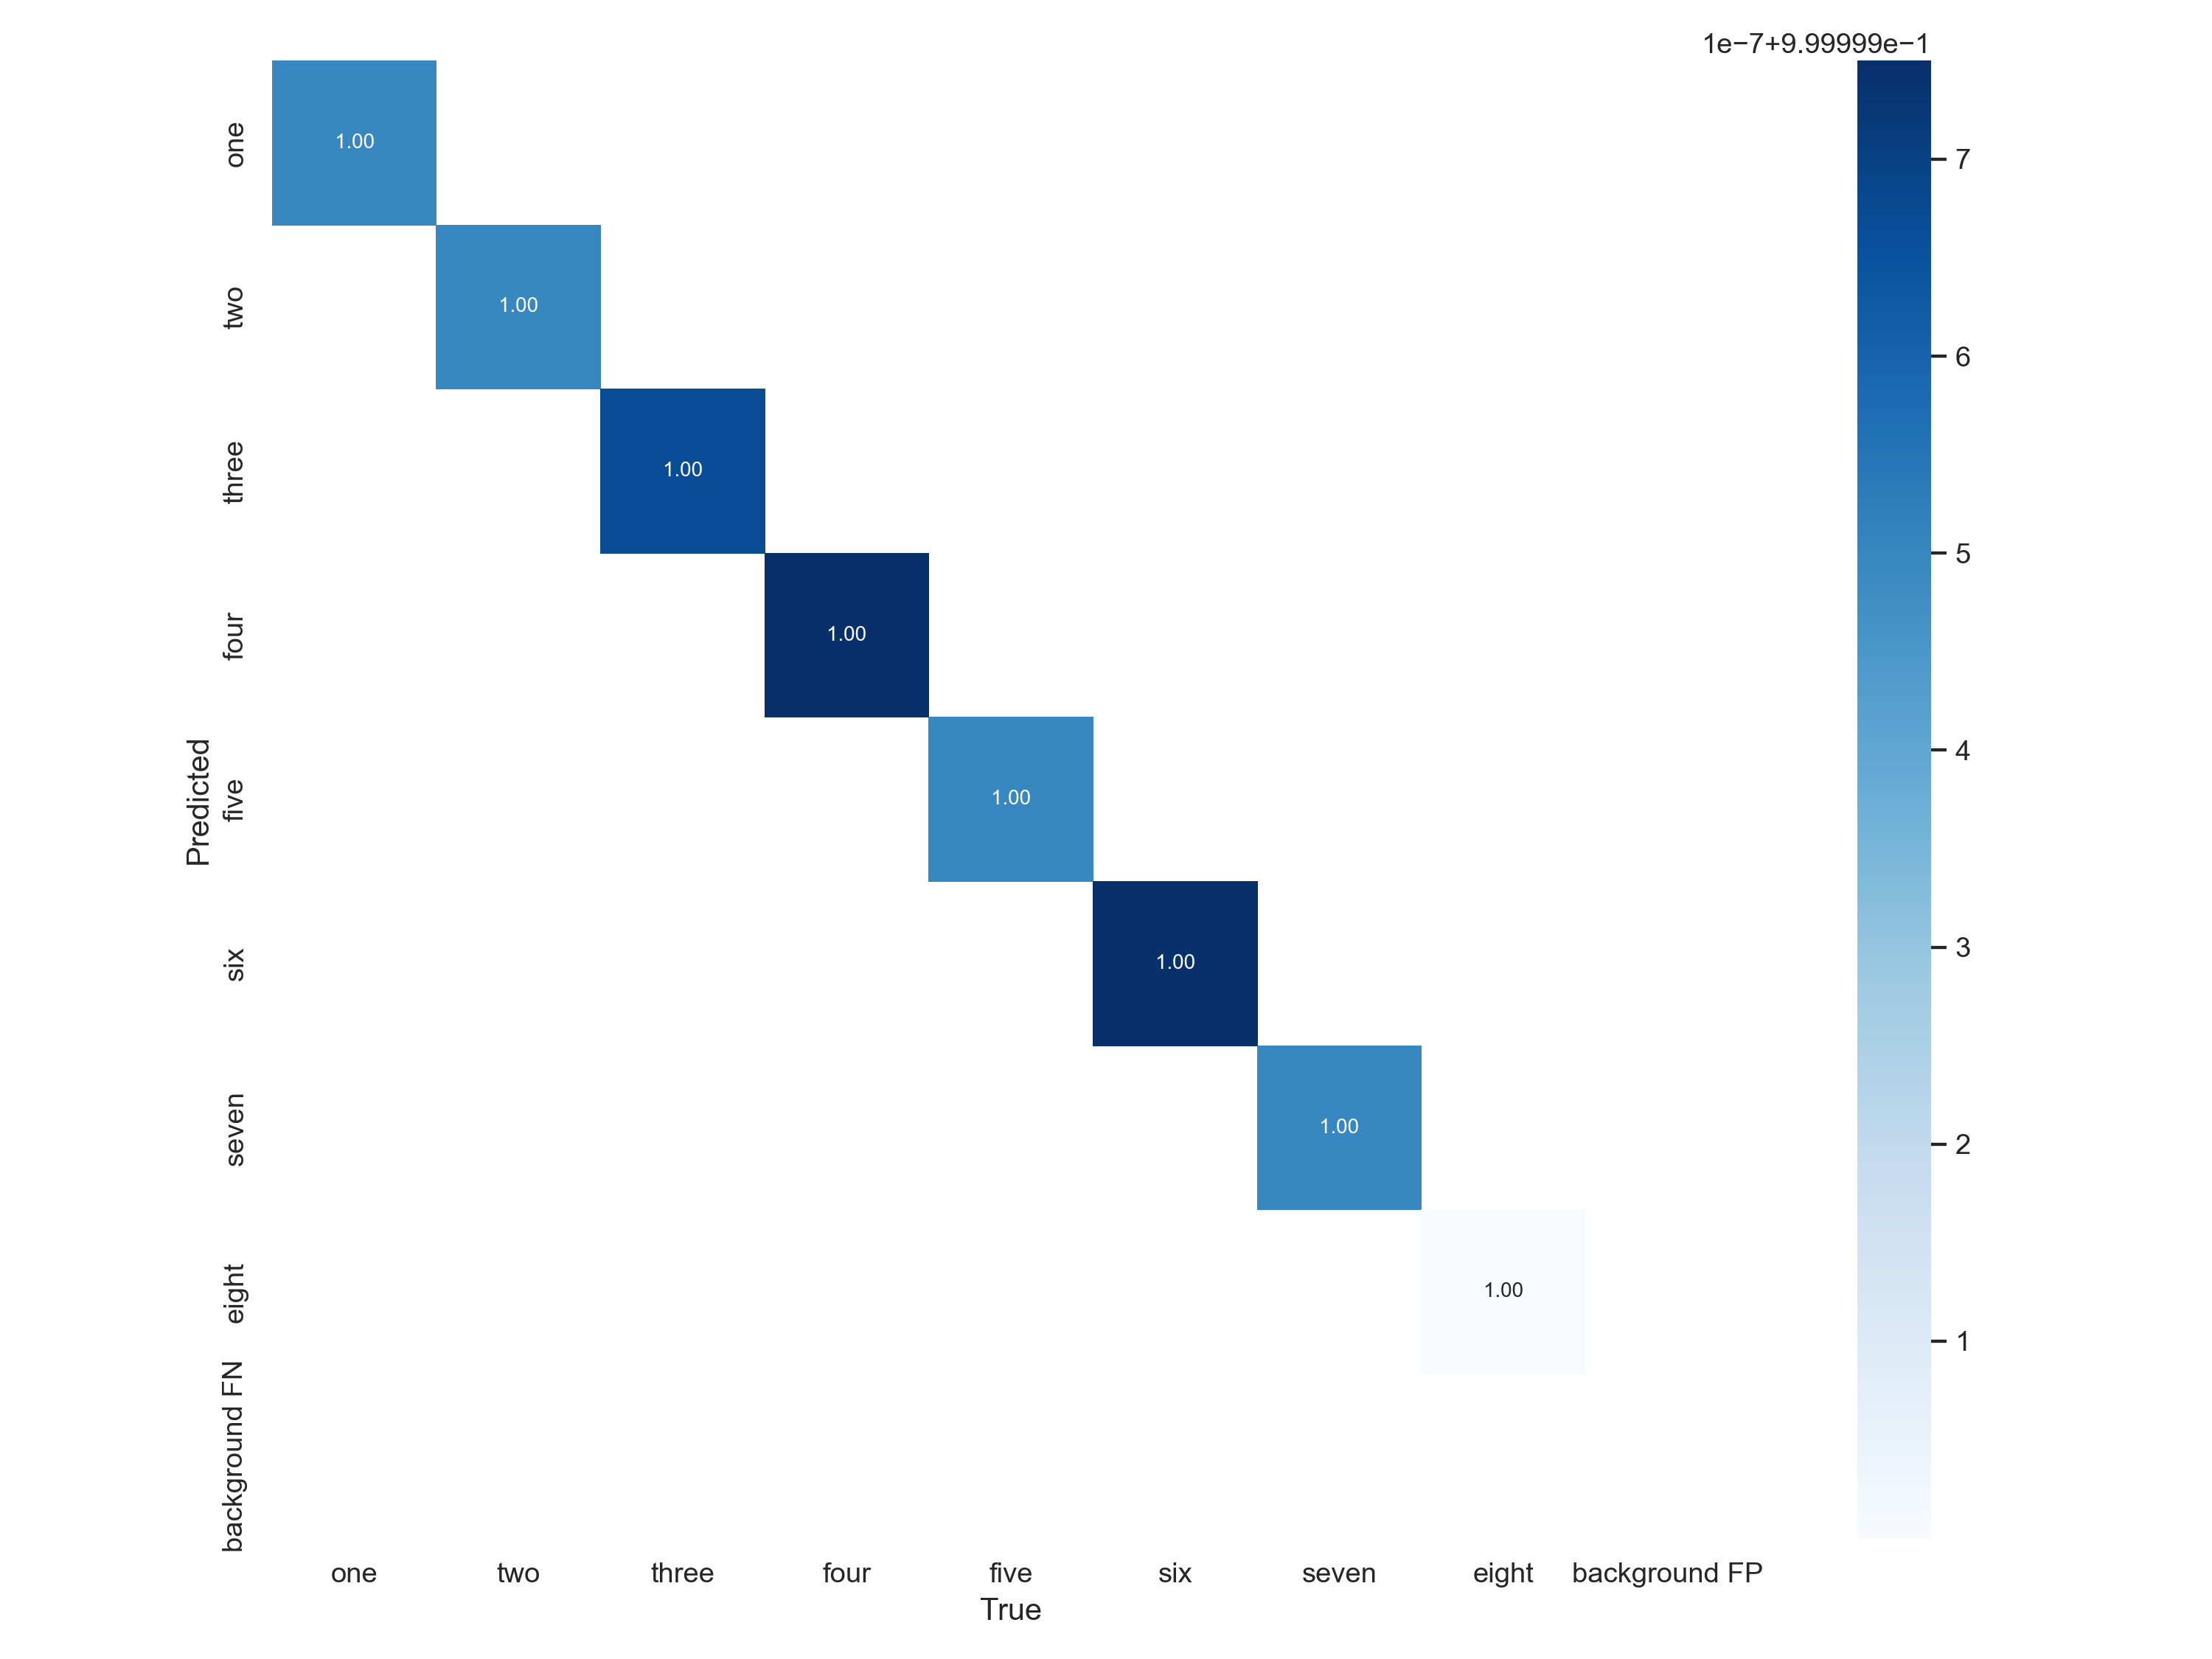 1e−7+9.99999e−1
one
1.00
7
two
1.00
6
three
1.00
5
four
1.00
4
Predicted
five
1.00
six
1.00
3
seven
1.00
2
eight
1.00
1
background FN
one two three four five six seven eight background FP
True